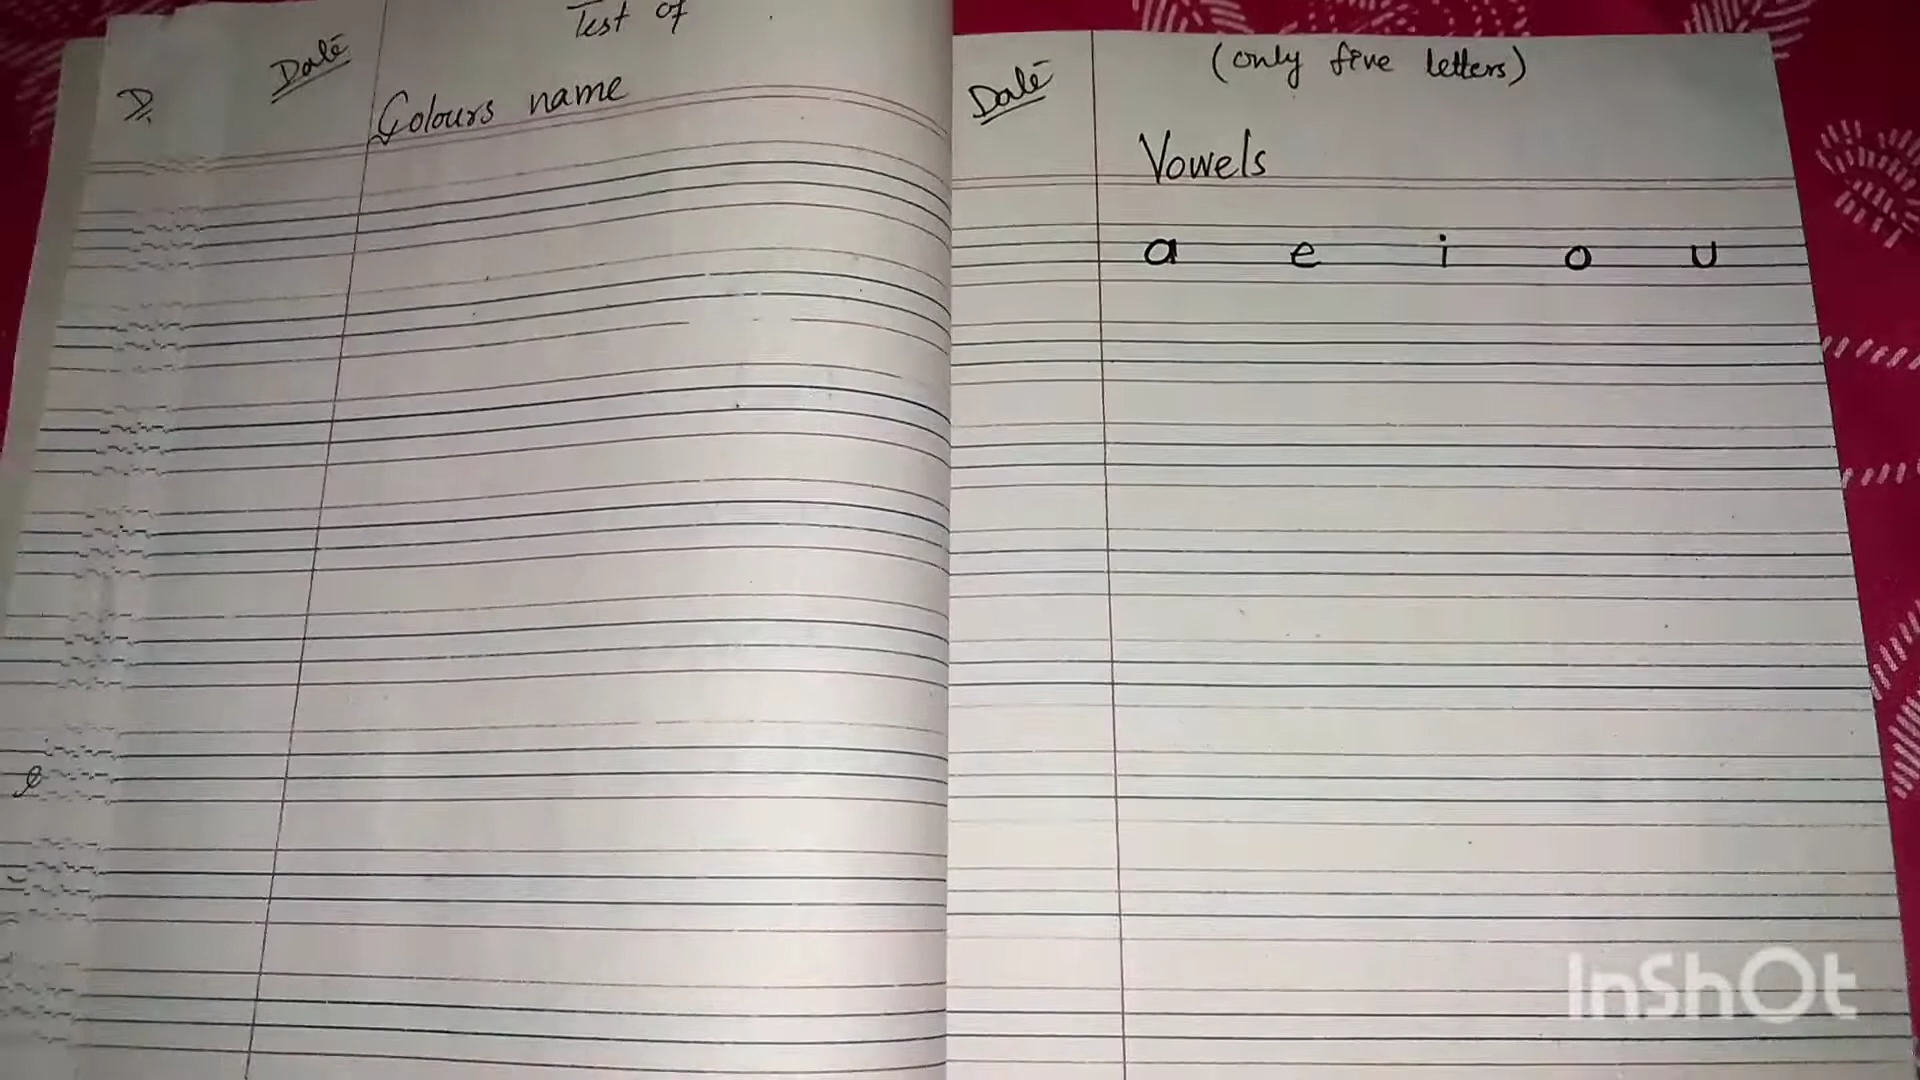 Test of
Date
Colours name
D.
(only five letters)
Date
Vowels
a e i o u
e
InShOt